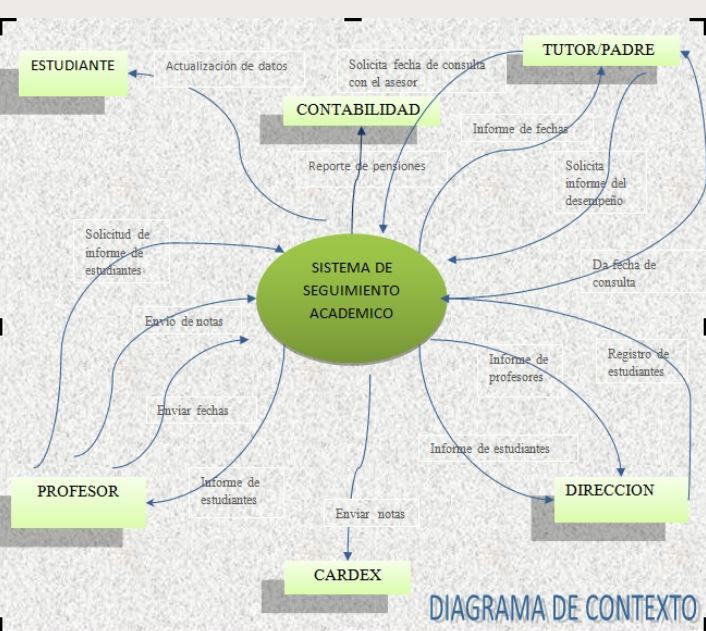 TUTOR/PADRE
ESTUDIANTE
Actualización de datos
Solicita fecha de consulta
con el asesor
CONTABILIDAD
Informe de fechas
Reporte de pensiones
Solicita
informe del
desempeño
Solicitud de
informe de
estudiantes
SISTEMA DE
SEGUIMIENTO
ACADEMICO
Da fecha de
consulta
Envío de notas
Informe de
profesores
Registro de
estudiantes
Enviar fechas
Informe de estudiantes
Informe de
estudiantes
PROFESOR
DIRECCION
Enviar notas
CARDEX
DIAGRAMA DE CONTEXTO